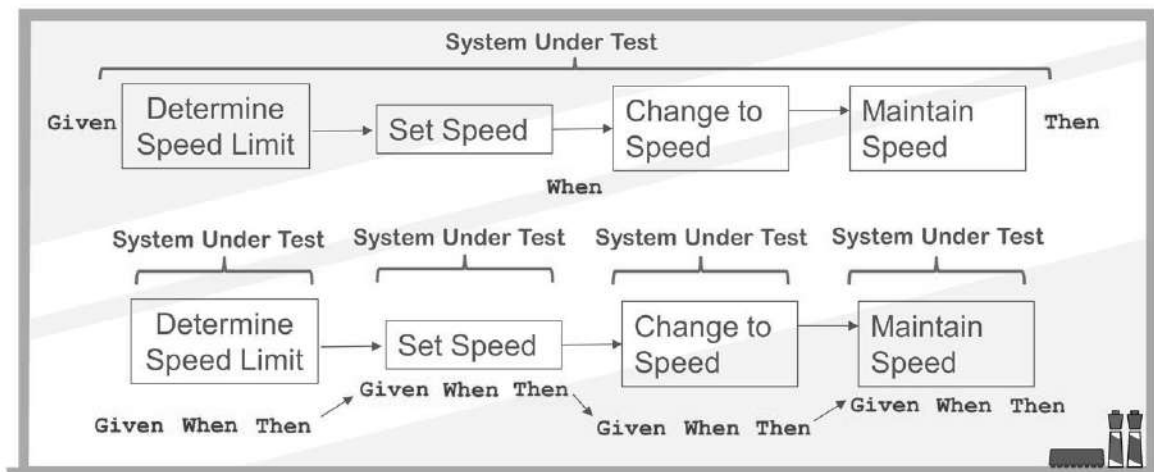 System Under Test
Given
Determine
Speed Limit
Set Speed
Change to
Speed
Maintain
Speed
Then
When
System Under Test
System Under Test
System Under Test
System Under Test
Determine
Speed Limit
Set Speed
Change to
Speed
Maintain
Speed
Given When Then
Given When Then
Given When Then
Given When Then